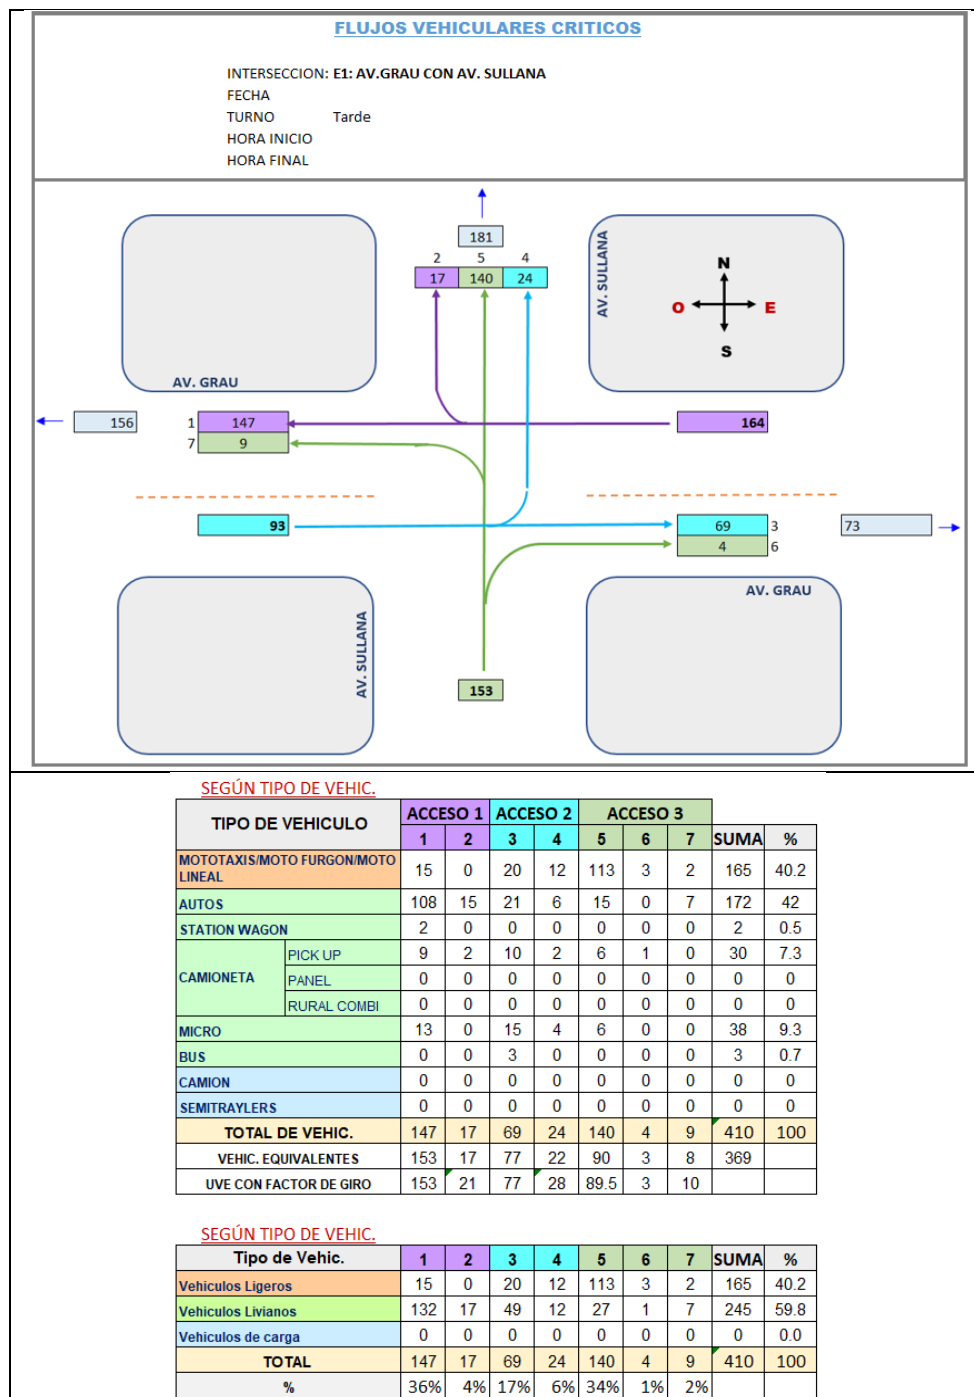 FLUJOS VEHICULARES CRITICOS
INTERSECCION: E1: AV.GRAU CON AV. SULLANA
FECHA
TURNO Tarde
HORA INICIO
HORA FINAL
181
2 5 4
17 140 24
AV. SULLANA
N
O E
S
AV. GRAU
156 1 147 164
7 9
93 69 3 73
4 6
AV. GRAU
AV. SULLANA
153
SEGÚN TIPO DE VEHIC.
TIPO DE VEHICULO ACCESO 1 ACCESO 2 ACCESO 3
1 2 3 4 5 6 7 SUMA %
MOTOTAXIS/MOTO FURGON/MOTO
LINEAL 15 0 20 12 113 3 2 165 40.2
AUTOS 108 15 21 6 15 0 7 172 42
STATION WAGON 2 0 0 0 0 0 0 2 0.5
CAMIONETA PICK UP 9 2 10 2 6 1 0 30 7.3
PANEL 0 0 0 0 0 0 0 0 0
RURAL COMBI 0 0 0 0 0 0 0 0 0
MICRO 13 0 15 4 6 0 0 38 9.3
BUS 0 0 3 0 0 0 0 3 0.7
CAMION 0 0 0 0 0 0 0 0 0
SEMITRAYLERS 0 0 0 0 0 0 0 0 0
TOTAL DE VEHIC. 147 17 69 24 140 4 9 410 100
VEHIC. EQUIVALENTES 153 17 77 22 90 3 8 369
UVE CON FACTOR DE GIRO 153 21 77 28 89.5 3 10
SEGÚN TIPO DE VEHIC.
Tipo de Vehic. 1 2 3 4 5 6 7 SUMA %
Vehiculos Ligeros 15 0 20 12 113 3 2 165 40.2
Vehiculos Livianos 132 17 49 12 27 1 7 245 59.8
Vehiculos de carga 0 0 0 0 0 0 0 0 0.0
TOTAL 147 17 69 24 140 4 9 410 100
% 36% 4% 17% 6% 34% 1% 2%